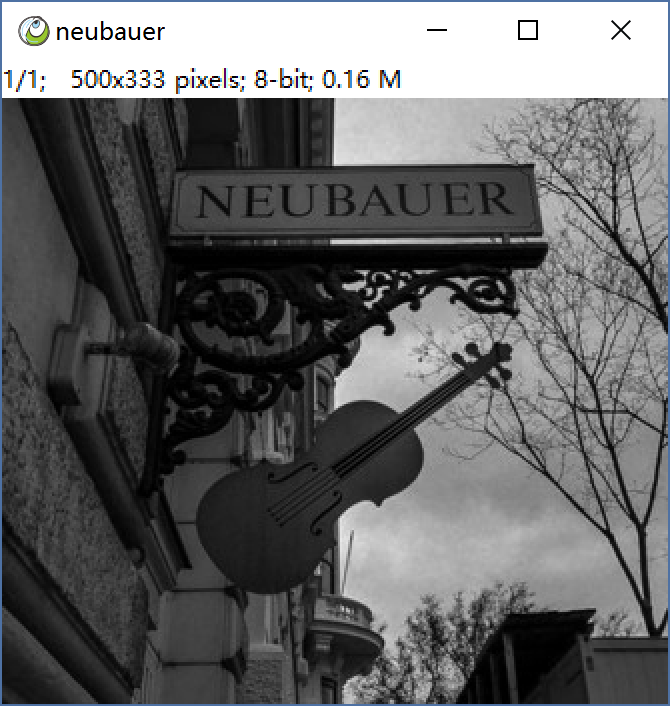 neubauer
1/1; 500x333 pixels; 8-bit; 0.16 M
NEUBAUER